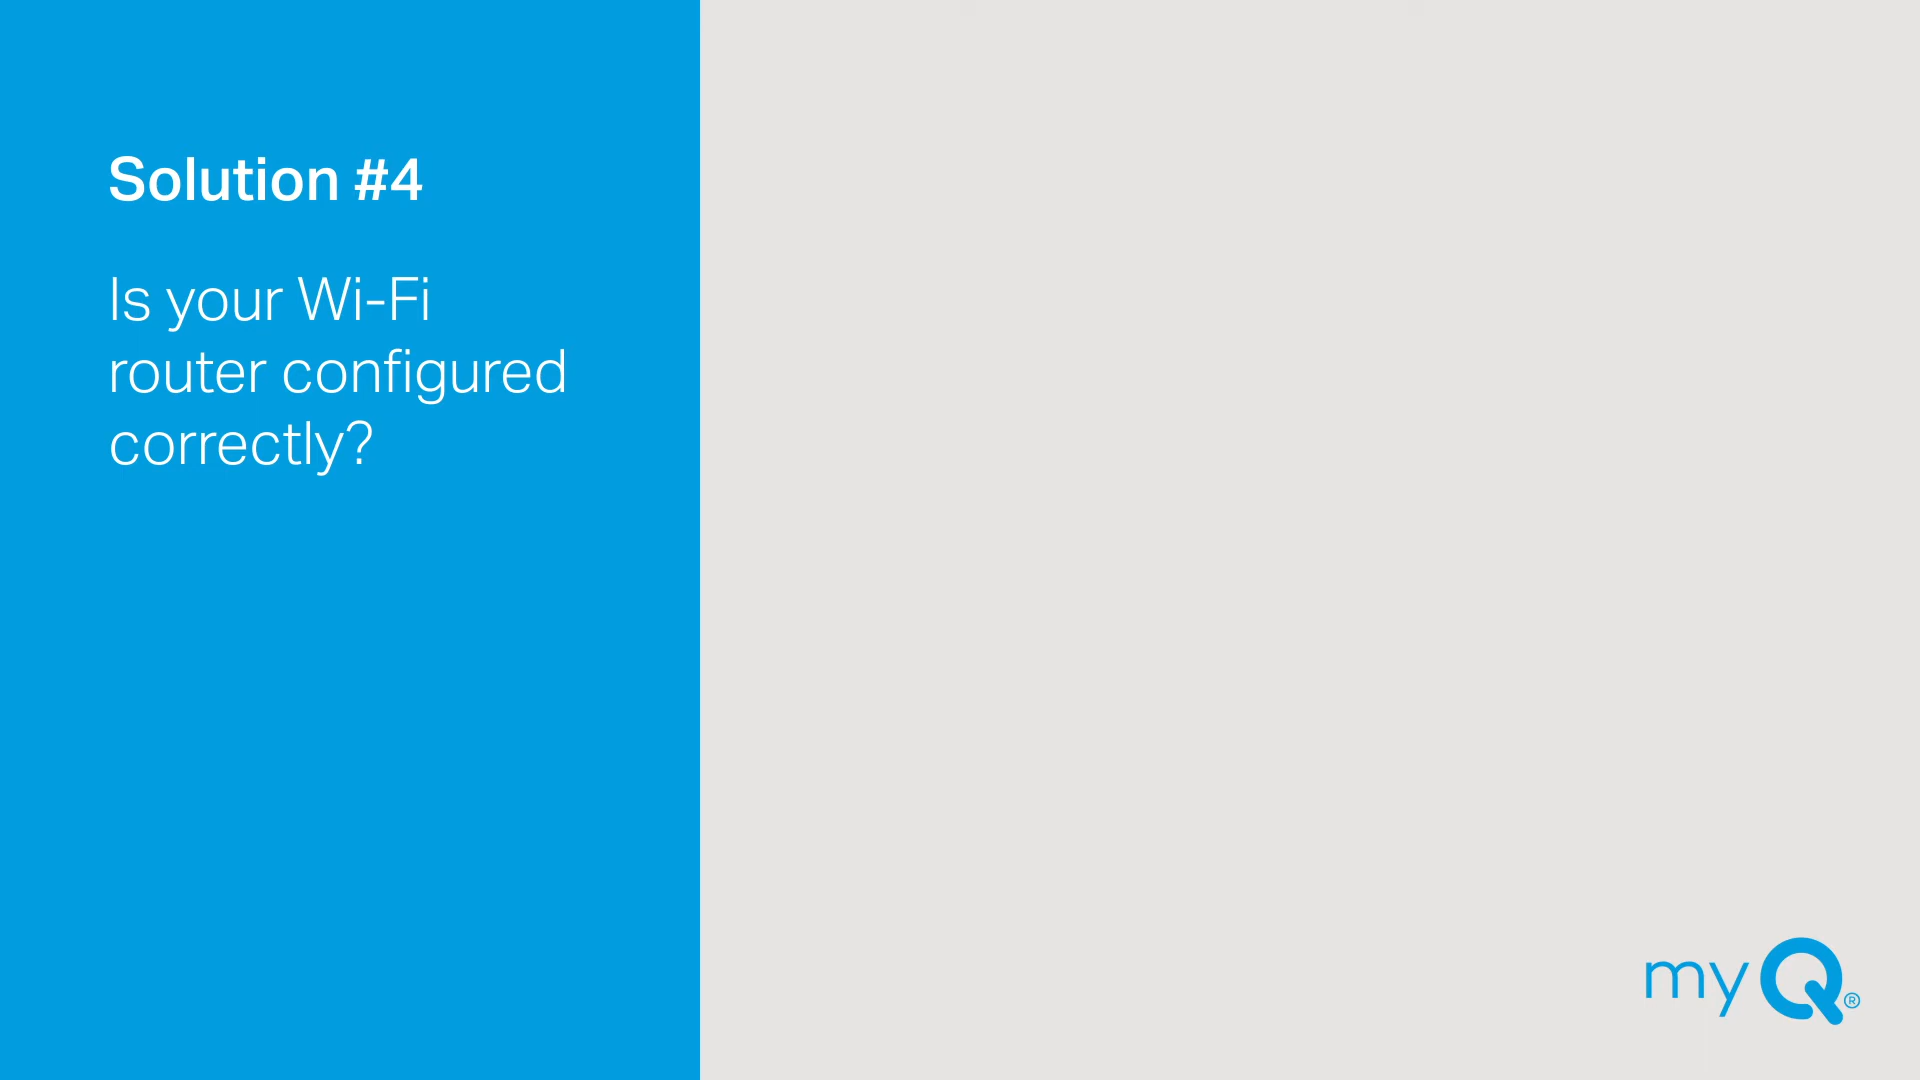 Solution #4
Is your Wi-Fi
router configured
correctly?
myQ®